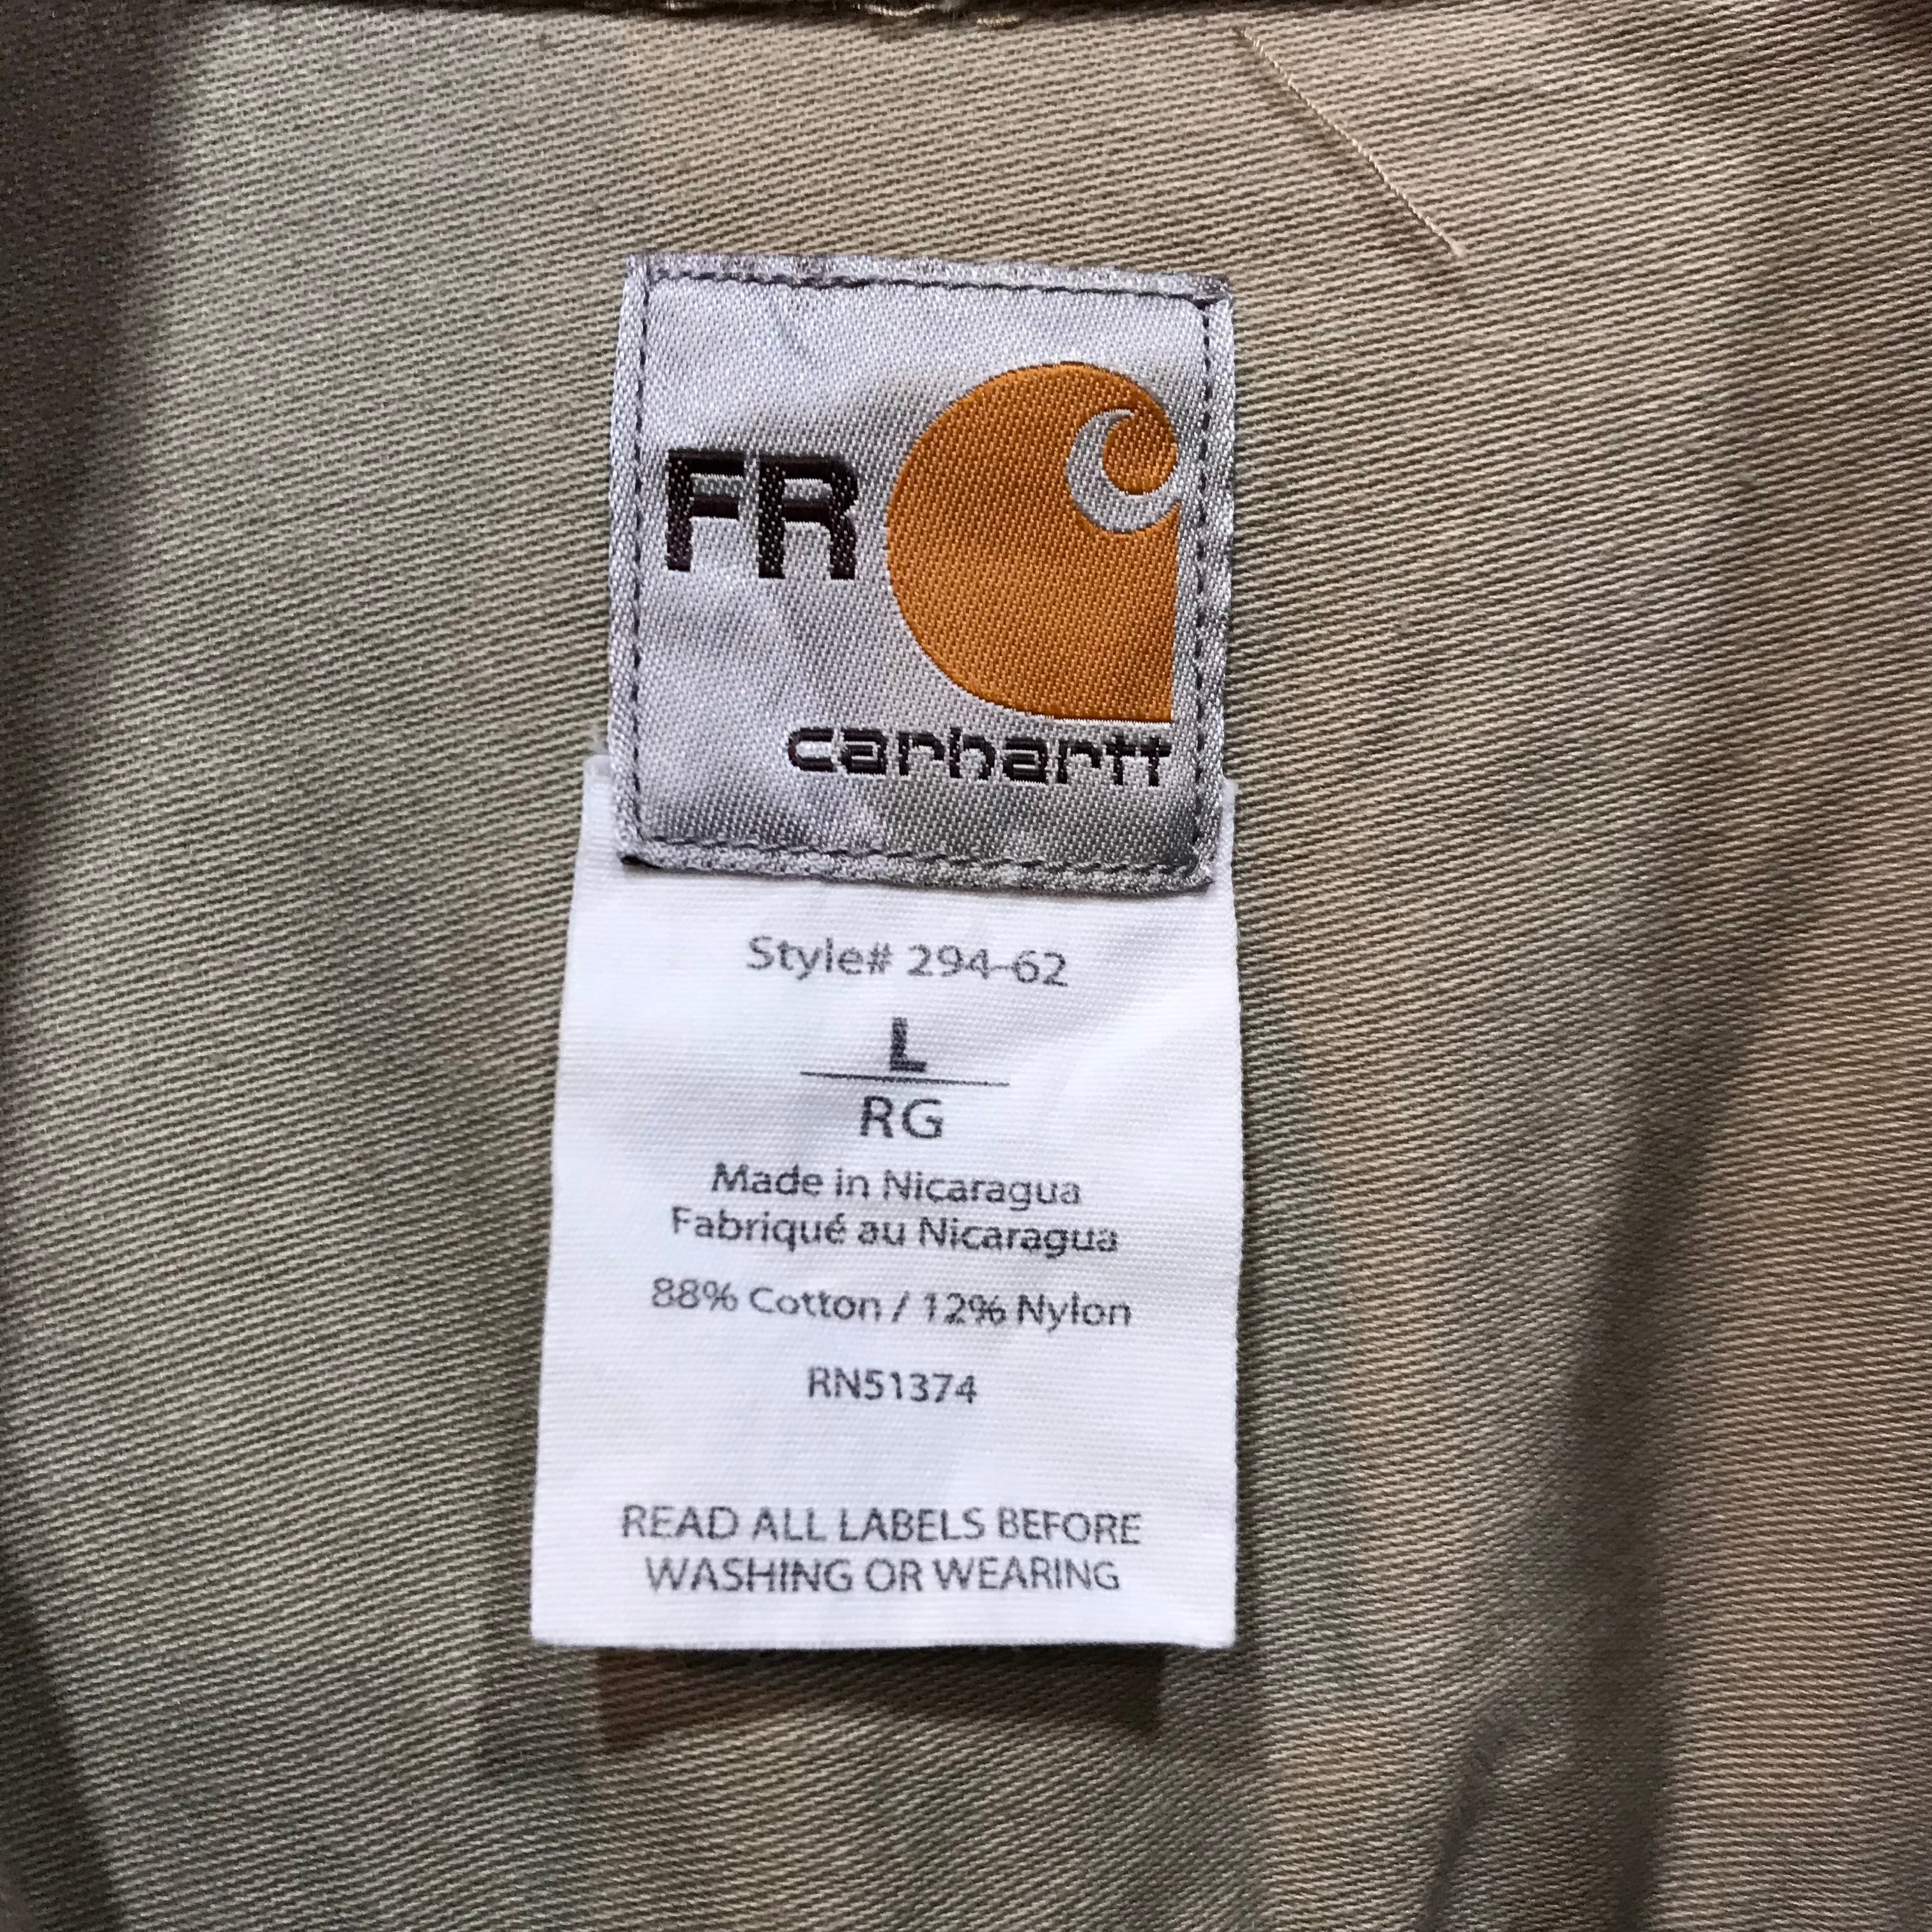 FR
carhartt
Style# 294-62
L
RG
Made in Nicaragua
Fabriqué au Nicaragua
88% Cotton / 12% Nylon
RN51374
READ ALL LABELS BEFORE
WASHING OR WEARING